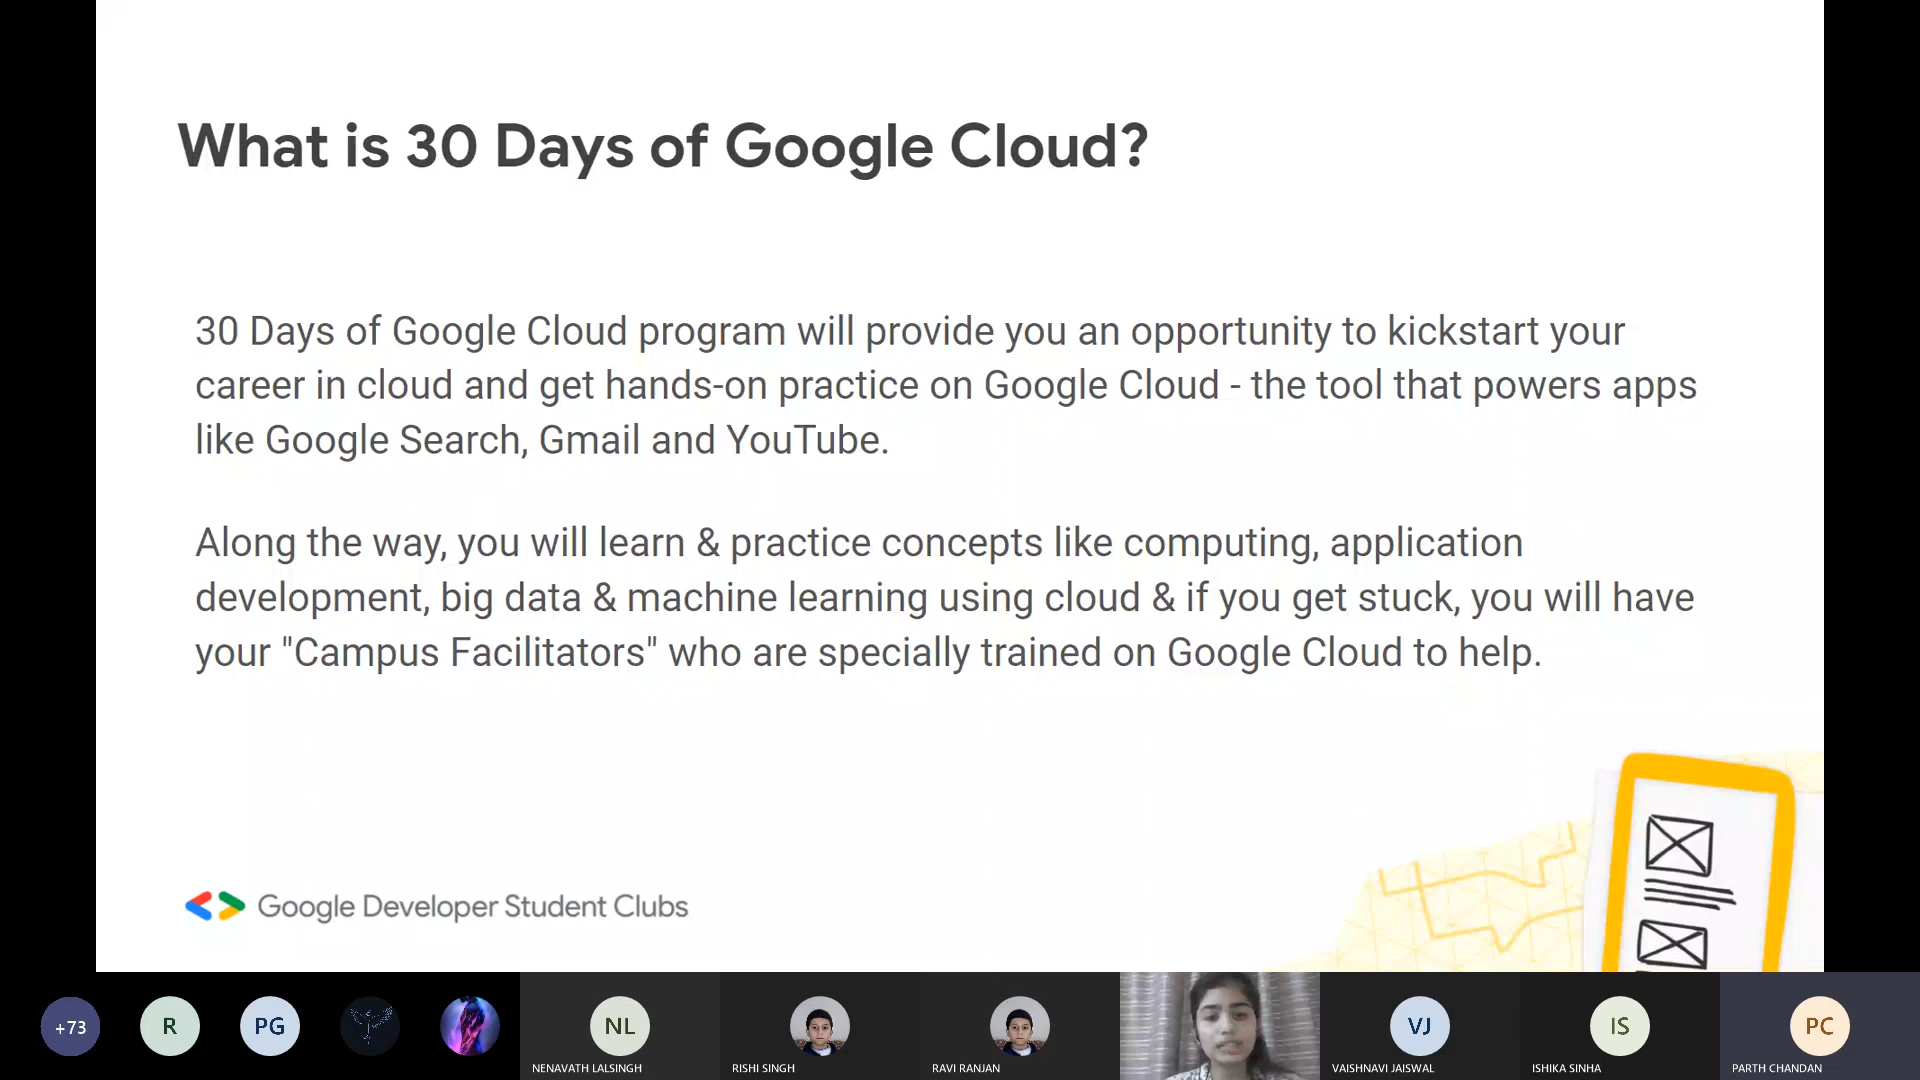 What is 30 Days of Google Cloud?
30 Days of Google Cloud program will provide you an opportunity to kickstart your
career in cloud and get hands-on practice on Google Cloud - the tool that powers apps
like Google Search, Gmail and YouTube.
Along the way, you will learn & practice concepts like computing, application
development, big data & machine learning using cloud & if you get stuck, you will have
your "Campus Facilitators" who are specially trained on Google Cloud to help.
Google Developer Student Clubs
+73
R
PG
NL
VJ
IS
PC
NENAVATH LALSINGH
RISHI SINGH
RAVI RANJAN
VAISHNAVI JAISWAL
ISHIKA SINHA
PARTH CHANDAN